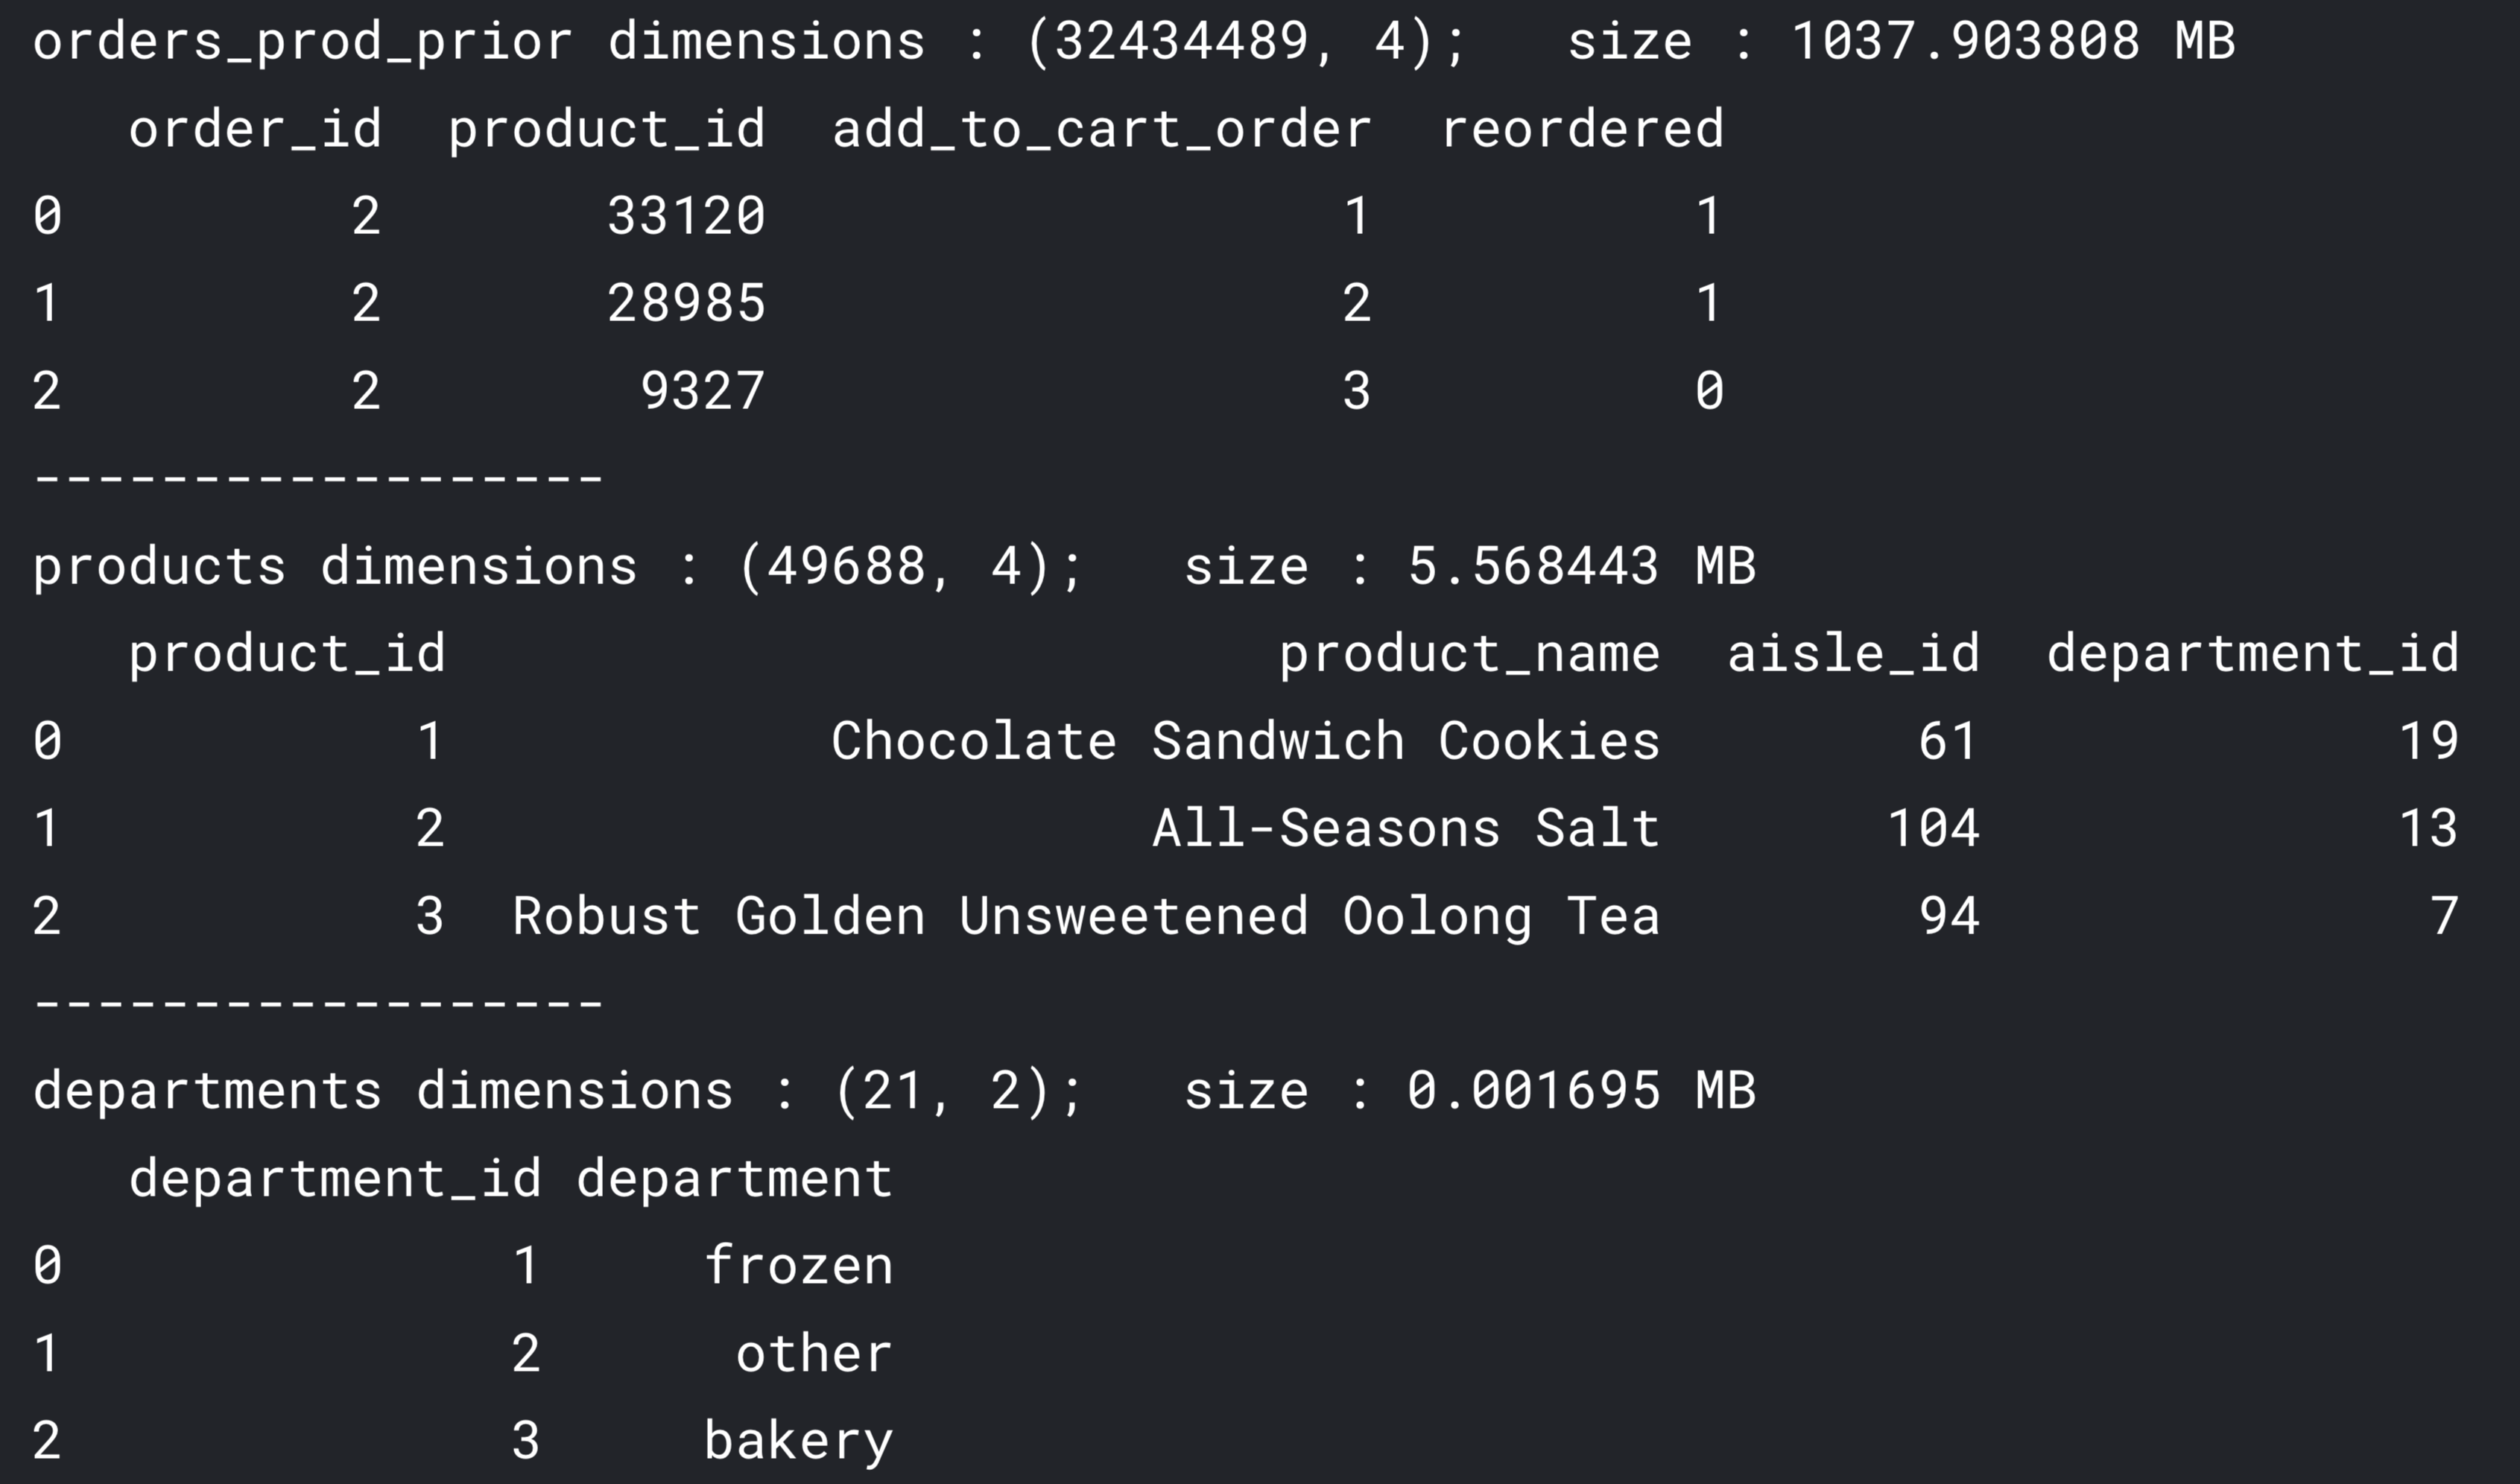 orders_prod_prior dimensions : (32434489, 4);   size : 1037.903808 MB
   order_id  product_id  add_to_cart_order  reordered
0         2       33120                  1          1
1         2       28985                  2          1
2         2        9327                  3          0
------------------
products dimensions : (49688, 4);   size : 5.568443 MB
   product_id                          product_name  aisle_id  department_id
0           1            Chocolate Sandwich Cookies        61             19
1           2                      All-Seasons Salt       104             13
2           3  Robust Golden Unsweetened Oolong Tea        94              7
------------------
departments dimensions : (21, 2);   size : 0.001695 MB
   department_id department
0              1     frozen
1              2      other
2              3     bakery